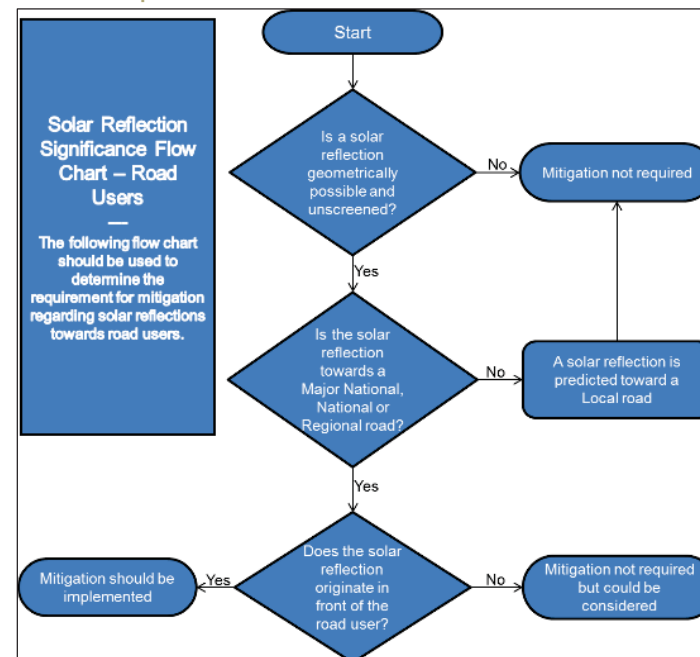 Solar Reflection
Significance Flow
Chart – Road
Users
—
The following flow chart
should be used to
determine the
requirement for mitigation
regarding solar reflections
towards road users.
Start
Is a solar
reflection
geometrically
possible and
unscreened?
No
Mitigation not required
Yes
Is the solar
reflection
towards a
Major National,
National or
Regional road?
No
A solar reflection is
predicted toward a
Local road
Yes
Does the solar
reflection
originate in
front of the
road user?
Yes
Mitigation should be
implemented
No
Mitigation not required
but could be
considered